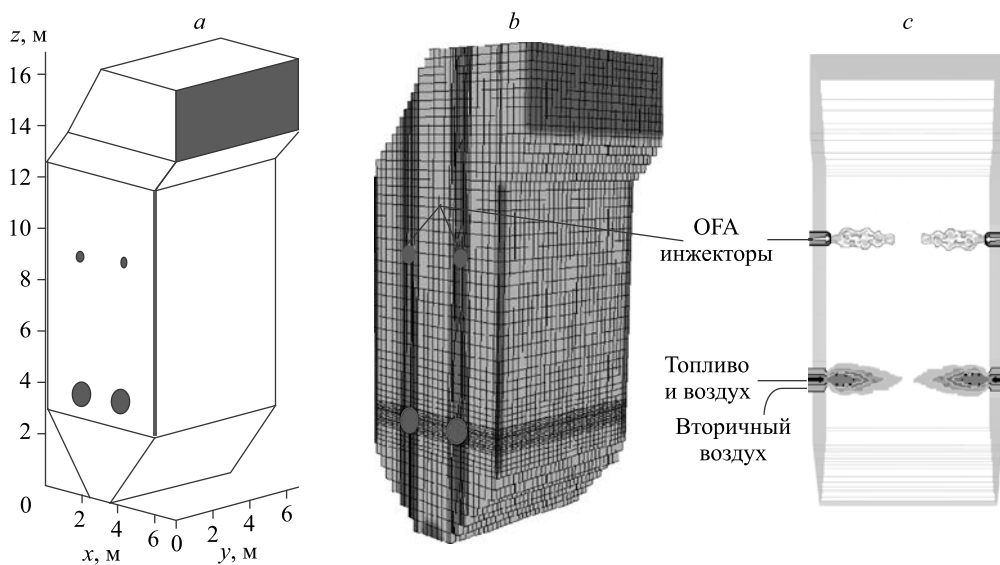 a
z, м
16
14
12
10
8
6
4
2
0
2
4
6
x, м
0
2
4
6
y, м
b
c
OFA
инжекторы
Топливо
и воздух
Вторичный
воздух